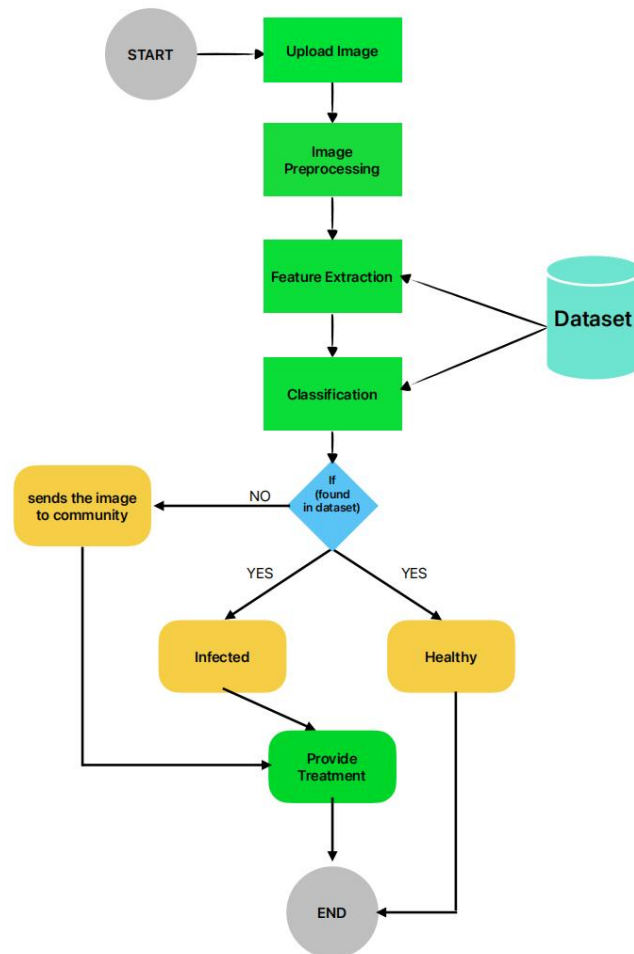 START
Upload Image
Image
Preprocessing
Feature Extraction
Dataset
Classification
If
(found
in dataset)
NO
sends the image
to community
YES
YES
Infected
Healthy
Provide
Treatment
END